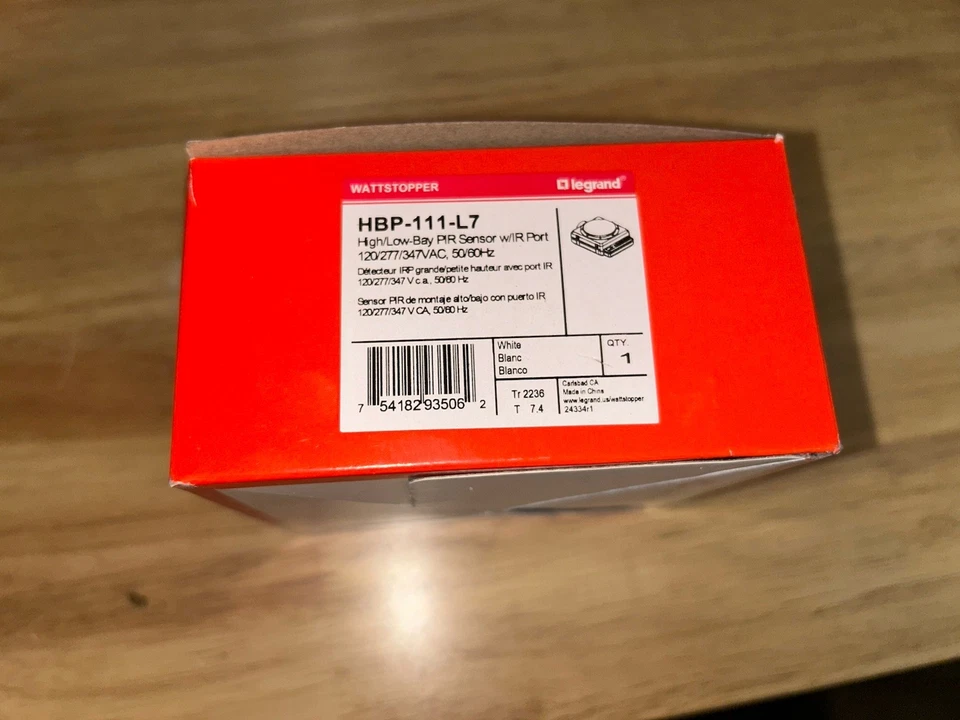 WATTSTOPPER
legrand®
HBP-111-L7
High/Low-Bay PIR Sensor w/IR Port
120/277/347VAC, 50/60Hz
Détecteur IRP grande/petite hauteur avec port IR
120/277/347 V c.a., 50/60 Hz
Sensor PIR de montaje alto/bajo con puerto IR
120/277/347 V CA, 50/60 Hz
White
Blanc
Blanco
QTY.
1
7 54182 93506 2
Tr 2236
T 7.4
Carlsbad CA
Made in China
www.legrand.us/wattstopper
24334r1